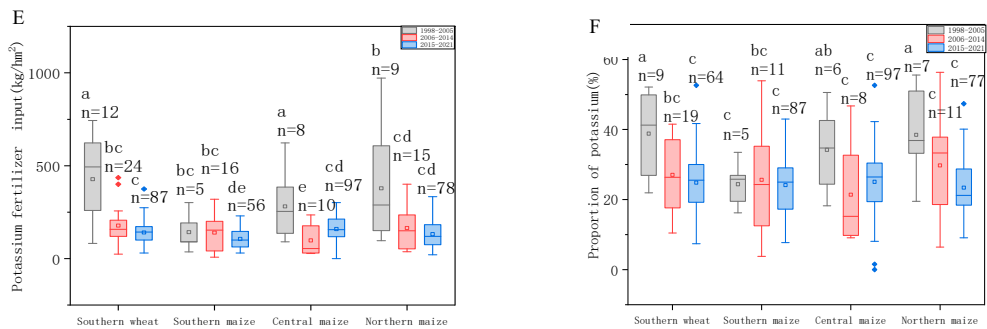 E
Potassium fertilizer input(kg/hm²)
1000
500
0
1998-2005
2006-2014
2015-2021
a
n=12
bc
n=24
c
n=87
bc
n=5
n=16
de
n=56
a
n=8
e
n=10
cd
n=97
b
n=9
cd
n=15
cd
n=78
Southern wheat
Southern maize
Central maize
Northern maize
F
Proportion of potassium(%)
60
40
20
0
1998-2005
2006-2014
2015-2021
a
n=9
bc
n=19
c
n=64
c
n=5
bc
n=11
c
n=87
ab
n=6
c
n=8
c
n=97
a
n=7
c
n=11
c
n=77
Southern wheat
Southern maize
Central maize
Northern maize